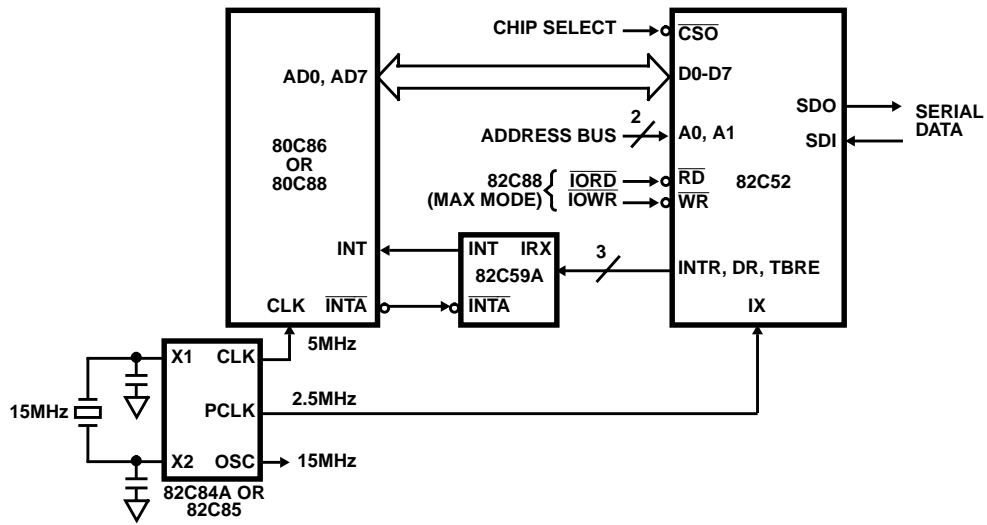 CHIP SELECT
CSO
AD0, AD7
D0-D7
SDO
SERIAL
DATA
2
ADDRESS BUS
A0, A1
SDI
80C86
OR
80C88
82C88
(MAX MODE)
IORD
IOWR
RD
WR
82C52
INT
INT IRX
82C59A
3
INTR, DR, TBRE
CLK INTA
INTA
IX
5MHz
X1 CLK
15MHz
PCLK
2.5MHz
X2 OSC
15MHz
82C84A OR
82C85